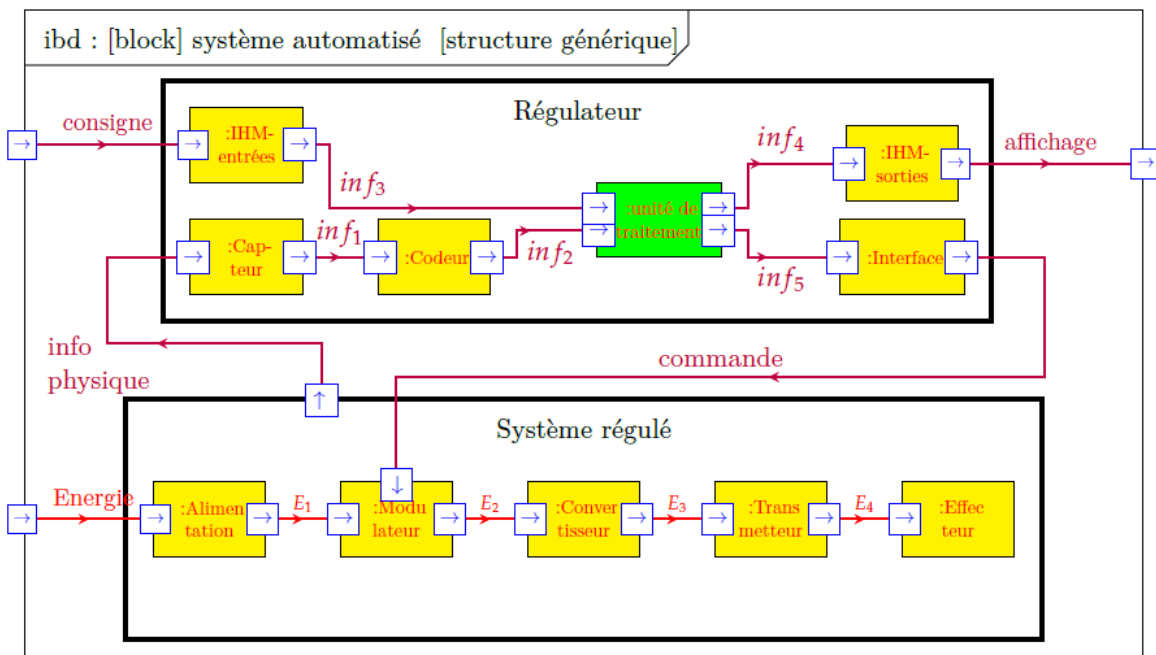 ibd : [block] système automatisé [structure générique]
Régulateur
consigne
:IHM-
entrées
inf₃
inf₄
:IHM-
sorties
affichage
:unité de
traitement
:Cap-
teur
inf₁
:Codeur
inf₂
inf₅
:Interface
info
physique
commande
Système régulé
Energie
:Alimen
tation
E₁
:Modu
lateur
E₂
:Conver
tisseur
E₃
:Trans
metteur
E₄
:Effec
teur